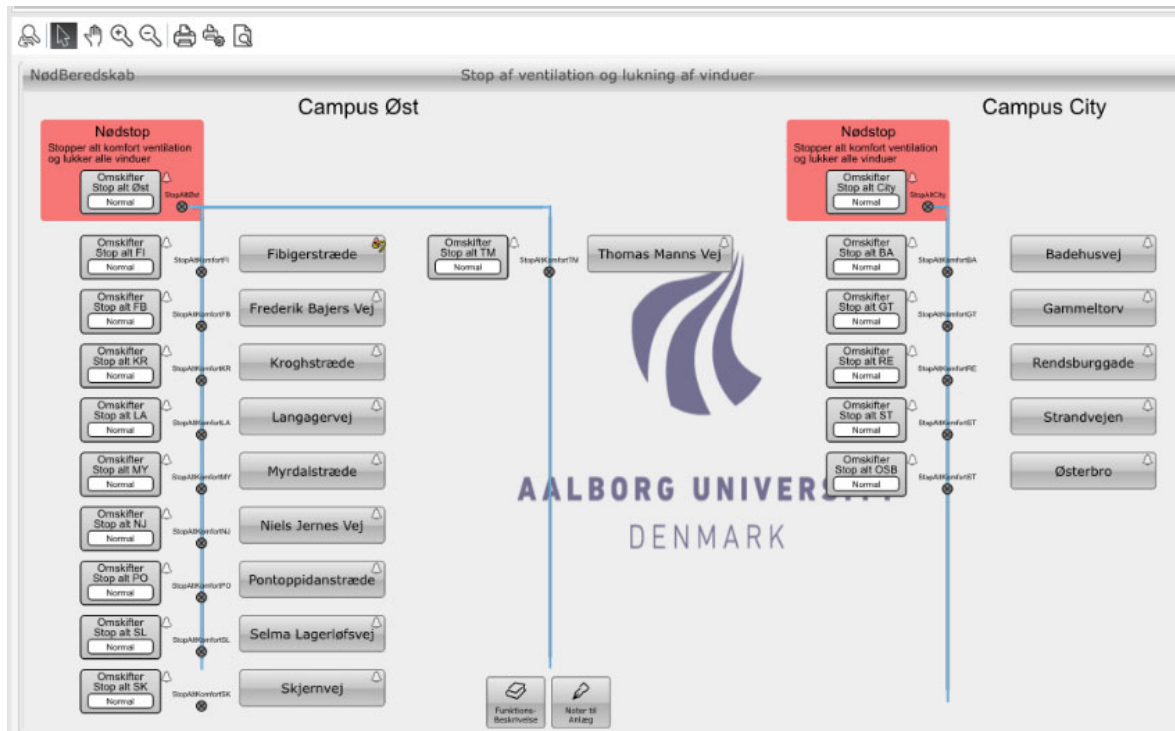 NødBeredskab
Stop af ventilation og lukning af vinduer
Campus Øst
Nødstop
Stopper alt komfort ventilation
og lukker alle vinduer
Omskifter
Stop alt Øst
Normal
StopAltØst
Omskifter
Stop alt FI
Normal
StopAltKomfortFI
Fibigerstræde
Omskifter
Stop alt TM
Normal
StopAltKomfortTM
Thomas Manns Vej
Omskifter
Stop alt FB
Normal
StopAltKomfortFB
Frederik Bajers Vej
Omskifter
Stop alt KR
Normal
StopAltKomfortKR
Kroghstræde
Omskifter
Stop alt LA
Normal
StopAltKomfortLA
Langagervej
Omskifter
Stop alt MY
Normal
StopAltKomfortMY
Myrdalstræde
Omskifter
Stop alt NJ
Normal
StopAltKomfortNJ
Niels Jernes Vej
Omskifter
Stop alt PO
Normal
StopAltKomfortPO
Pontoppidanstræde
Omskifter
Stop alt SL
Normal
StopAltKomfortSL
Selma Lagerløfsvej
Omskifter
Stop alt SK
Normal
StopAltKomfortSK
Skjernvej
AALBORG UNIVERSITY
DENMARK
Funktions-
Beskrivelse
Noter til
Anlæg
Campus City
Nødstop
Stopper alt komfort ventilation
og lukker alle vinduer
Omskifter
Stop alt City
Normal
StopAltCity
Omskifter
Stop alt BA
Normal
StopAltKomfortBA
Badehusvej
Omskifter
Stop alt GT
Normal
StopAltKomfortGT
Gammeltorv
Omskifter
Stop alt RE
Normal
StopAltKomfortRE
Rendsburggade
Omskifter
Stop alt ST
Normal
StopAltKomfortST
Strandvejen
Omskifter
Stop alt OSB
Normal
StopAltKomfortST
Østerbro